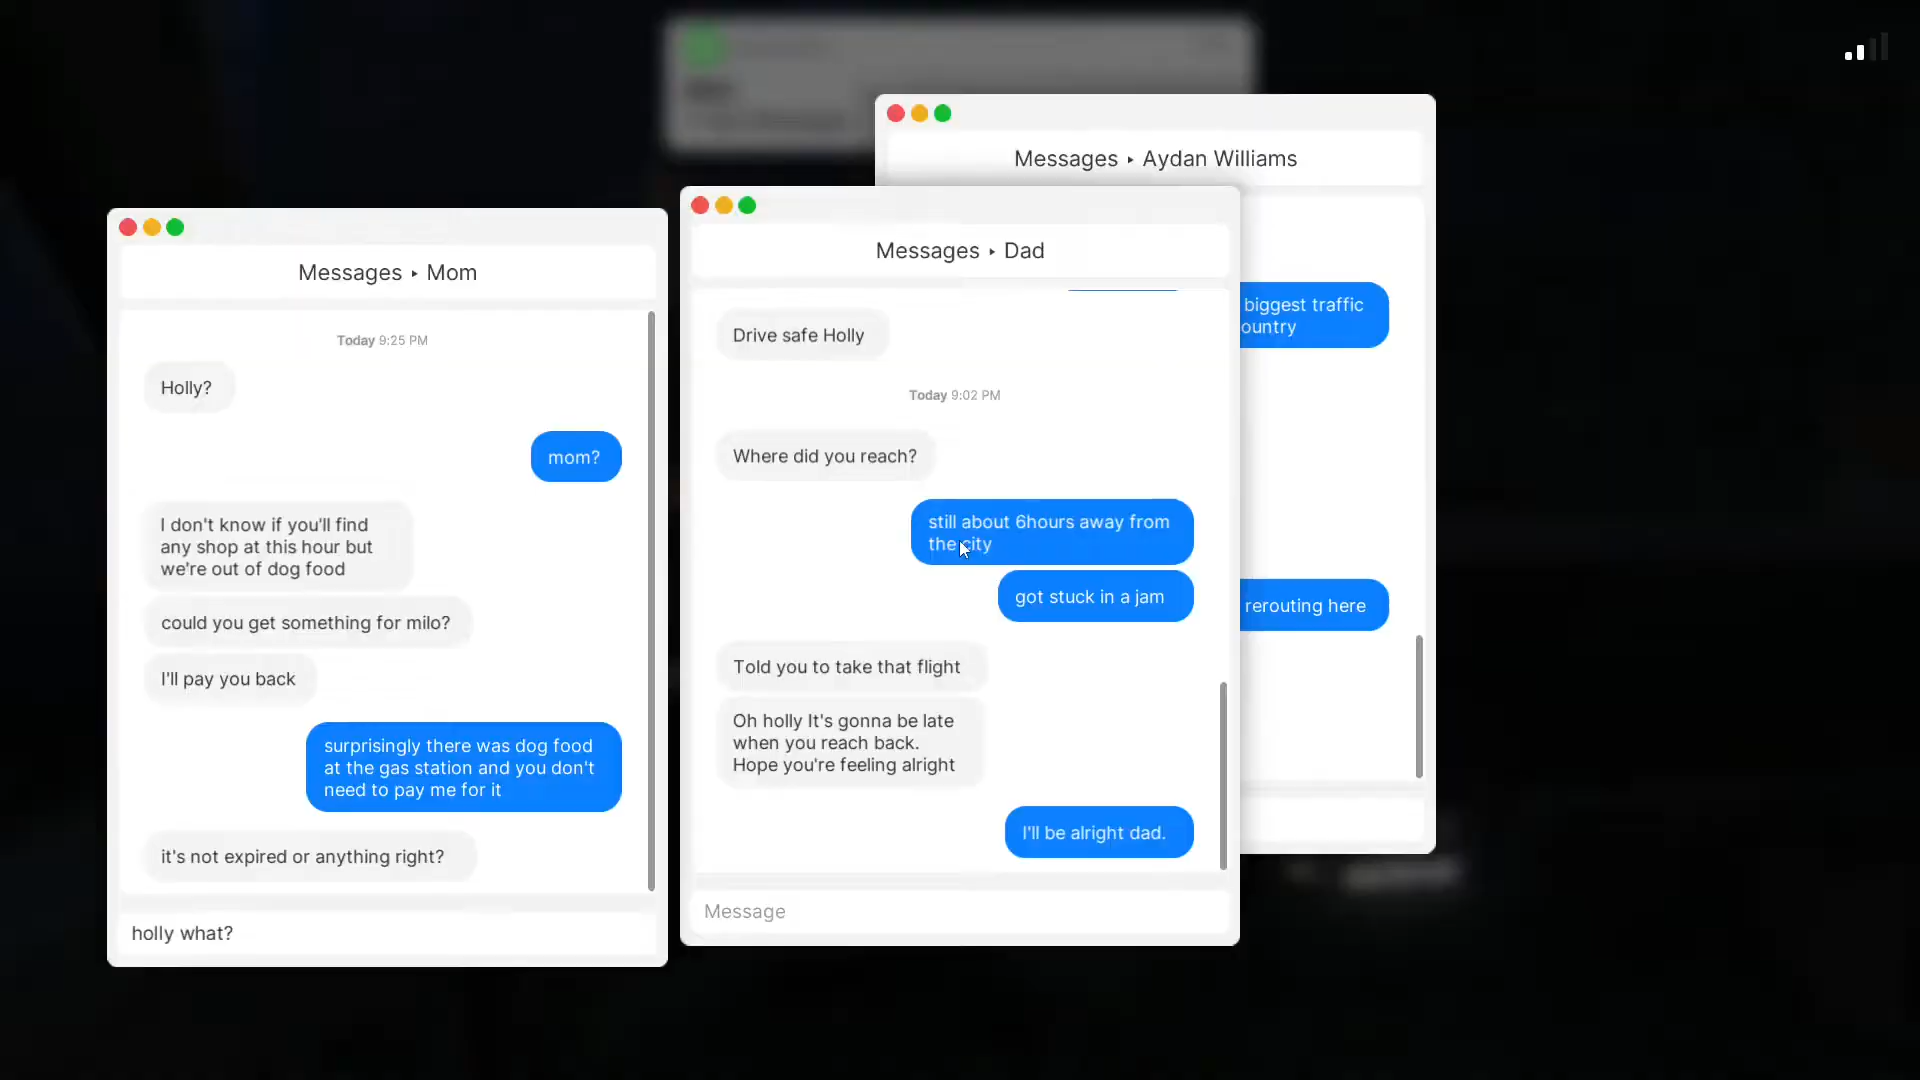 Messages ‣ Mom
Today 9:25 PM
Holly?
mom?
I don't know if you'll find
any shop at this hour but
we're out of dog food
could you get something for milo?
I'll pay you back
surprisingly there was dog food
at the gas station and you don't
need to pay me for it
it's not expired or anything right?
holly what?
Messages ‣ Dad
Drive safe Holly
Today 9:02 PM
Where did you reach?
still about 6hours away from
the city
got stuck in a jam
Told you to take that flight
Oh holly It's gonna be late
when you reach back.
Hope you're feeling alright
I'll be alright dad.
Message
Messages ‣ Aydan Williams
biggest traffic
ountry
rerouting here